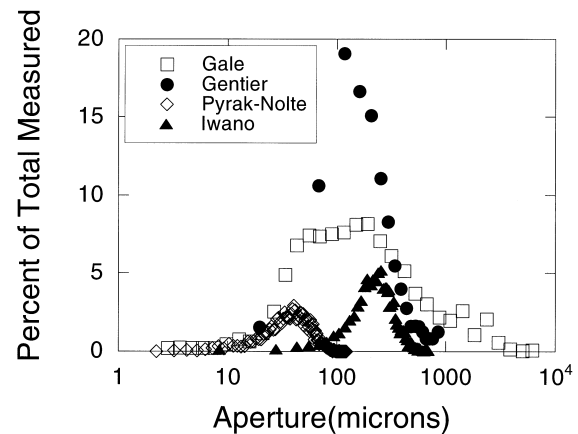 Percent of Total Measured
20
15
10
5
0
Gale
Gentier
Pyrak-Nolte
Iwano
1 10 100 1000 10^4
Aperture(microns)